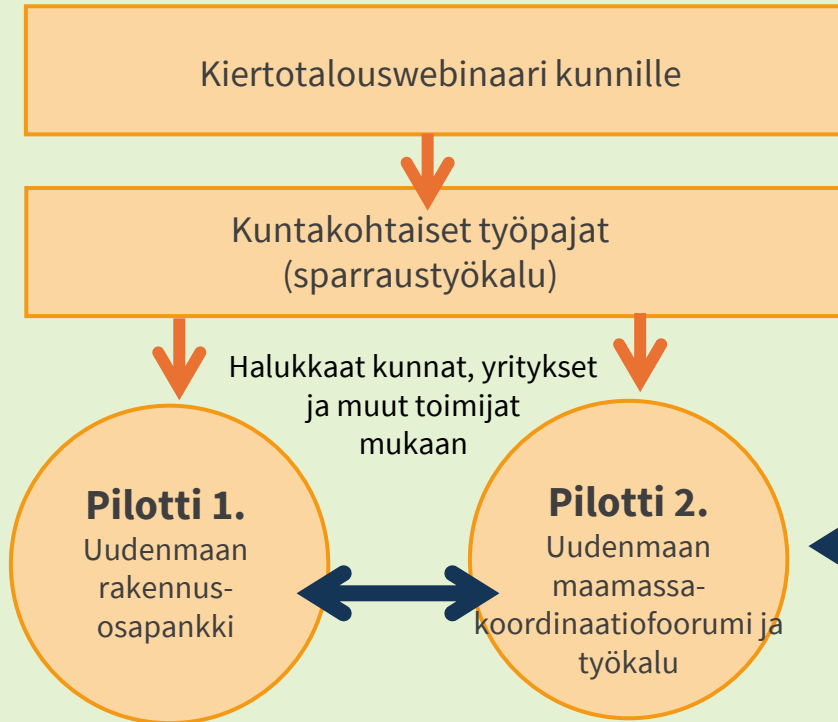 Kiertotalouswebinaari kunnille
Kuntakohtaiset työpajat
(sparraustyökalu)
Halukkaat kunnat, yritykset
ja muut toimijat
mukaan
Pilotti 1.
Uudenmaan
rakennus-
osapankki
Pilotti 2.
Uudenmaan
maamassa-
koordinaatiofoorumi ja
työkalu